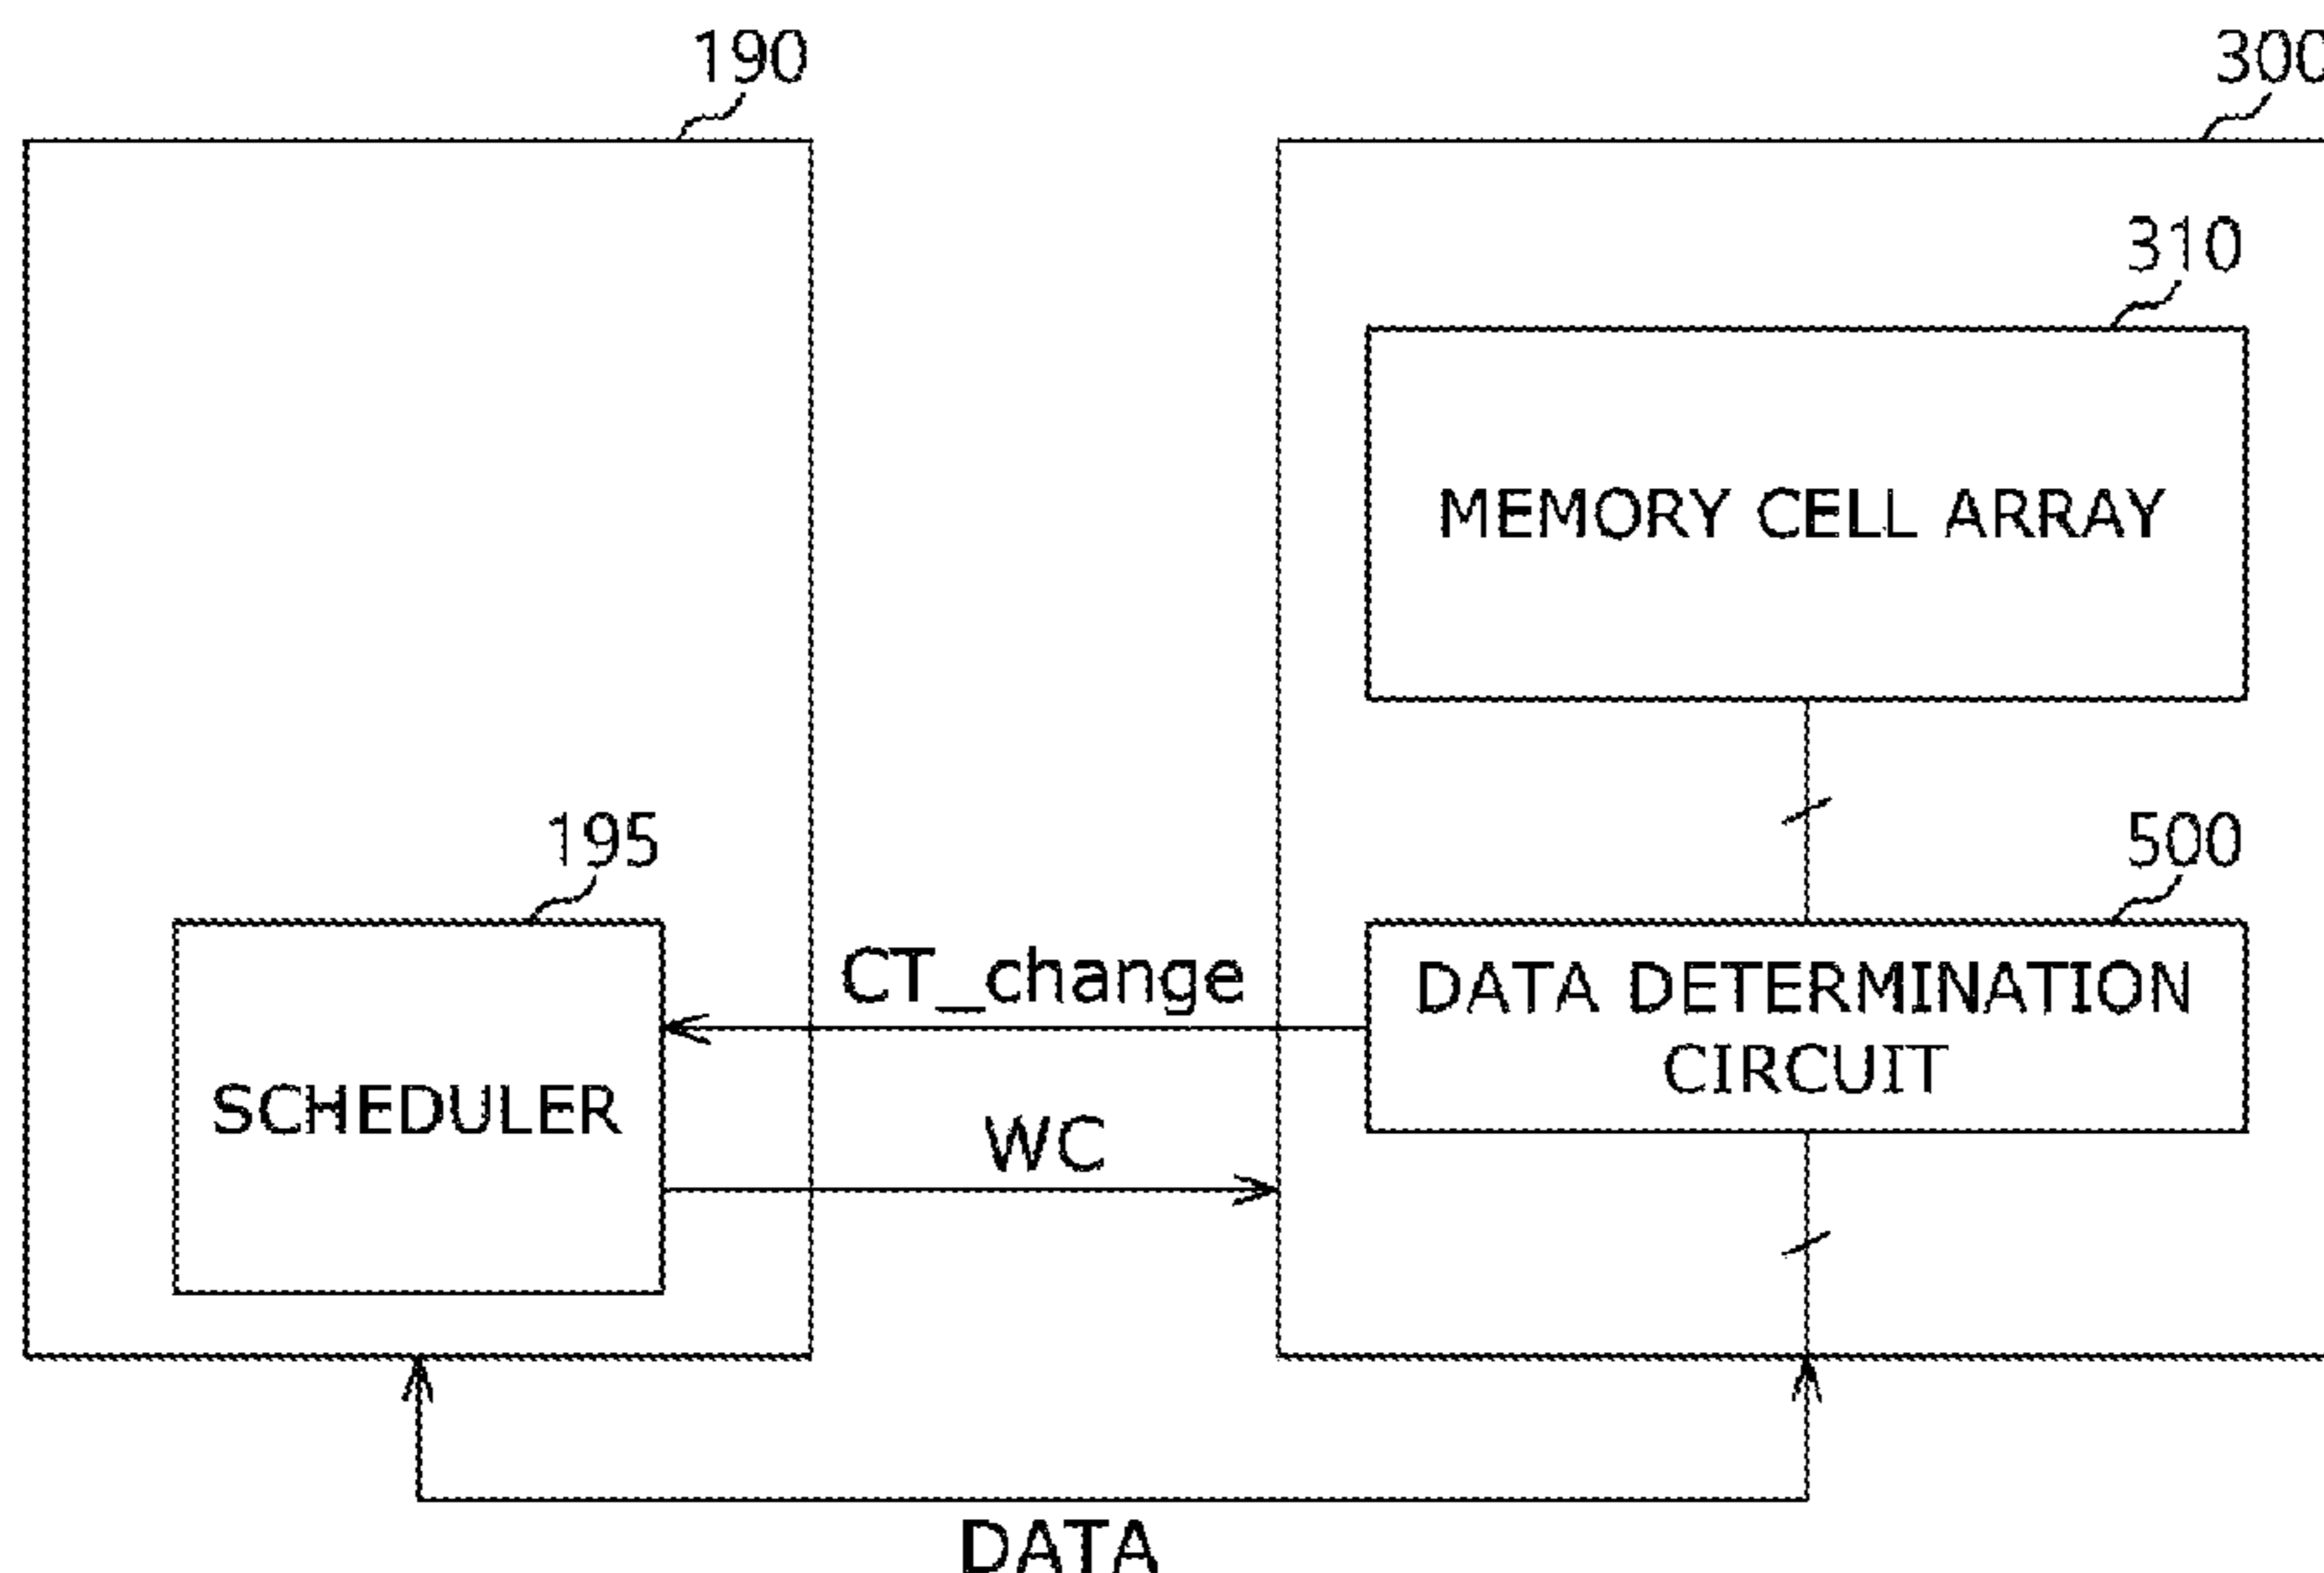 190
300
310
MEMORY CELL ARRAY
195
500
CT_change
DATA DETERMINATION
CIRCUIT
SCHEDULER
WC
DATA